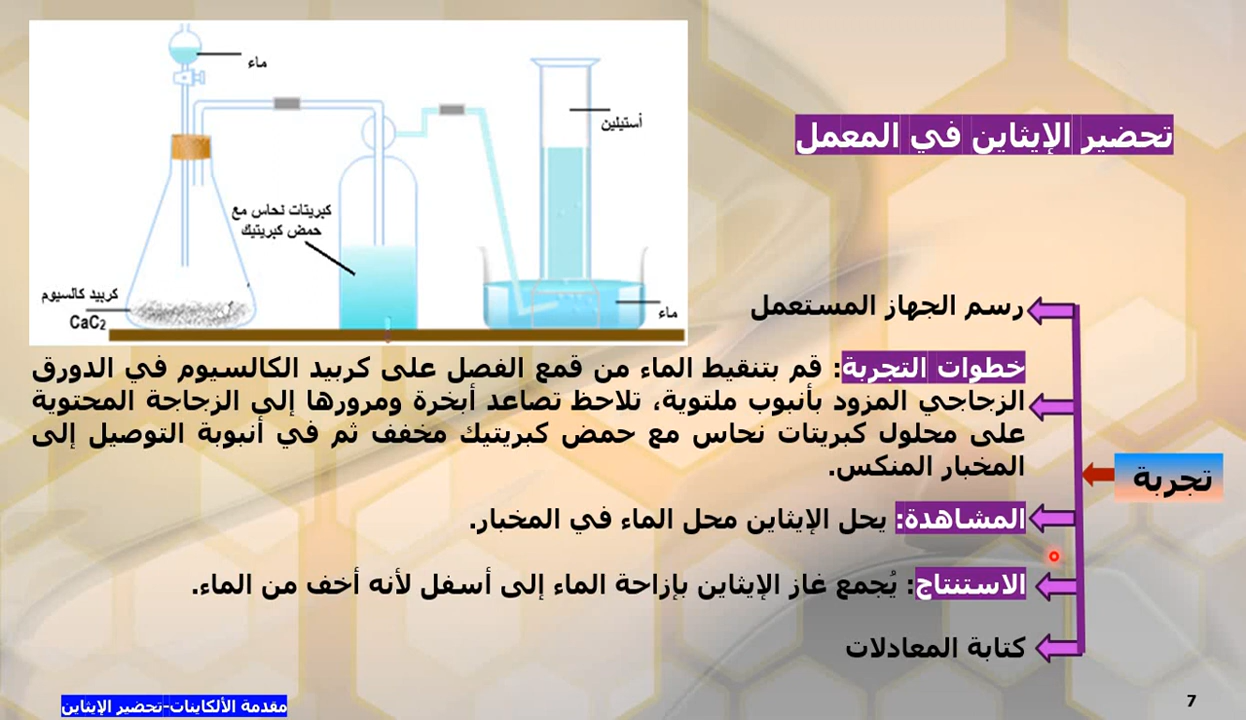 تحضير الإيثاين في المعمل
ماء
أستيلين
كبريتات نحاس مع
حمض كبريتيك
كربيد كالسيوم
CaC₂
ماء
رسم الجهاز المستعمل
خطوات التجربة: قم بتنقيط الماء من قمع الفصل على كربيد الكالسيوم في الدورق
الزجاجي المزود بأنبوب ملتوية، تلاحظ تصاعد أبخرة ومرورها إلى الزجاجة المحتوية
على محلول كبريتات نحاس مع حمض كبريتيك مخفف ثم في أنبوبة التوصيل إلى
المخبار المنكس.
تجربة
المشاهدة: يحل الإيثاين محل الماء في المخبار.
الاستنتاج: يُجمع غاز الإيثاين بإزاحة الماء إلى أسفل لأنه أخف من الماء.
كتابة المعادلات
مقدمة الألكاينات-تحضير الإيثاين
7